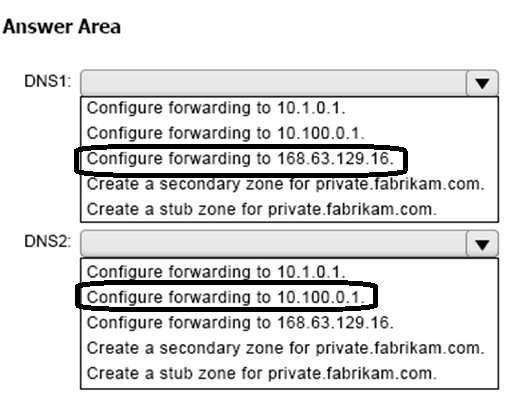 Answer Area
DNS1:
Configure forwarding to 10.1.0.1.
Configure forwarding to 10.100.0.1.
Configure forwarding to 168.63.129.16.
Create a secondary zone for private.fabrikam.com.
Create a stub zone for private.fabrikam.com.
DNS2:
Configure forwarding to 10.1.0.1.
Configure forwarding to 10.100.0.1.
Configure forwarding to 168.63.129.16.
Create a secondary zone for private.fabrikam.com.
Create a stub zone for private.fabrikam.com.